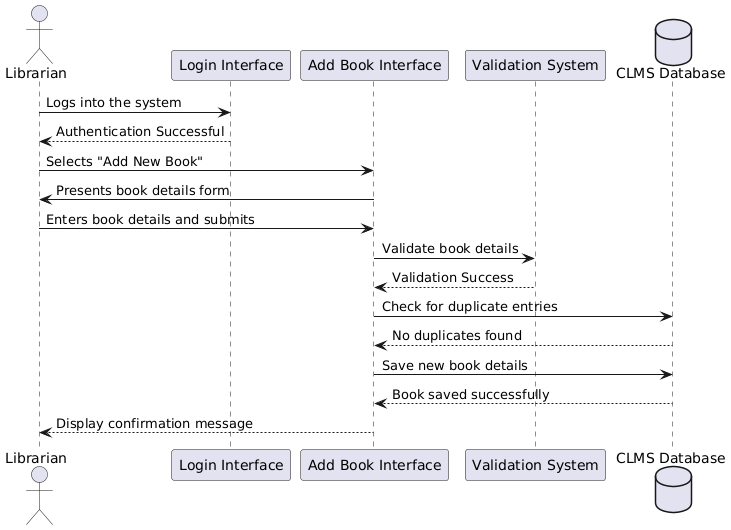 Librarian
Login Interface
Add Book Interface
Validation System
CLMS Database
Logs into the system
Authentication Successful
Selects "Add New Book"
Presents book details form
Enters book details and submits
Validate book details
Validation Success
Check for duplicate entries
No duplicates found
Save new book details
Book saved successfully
Display confirmation message
Librarian
Login Interface
Add Book Interface
Validation System
CLMS Database